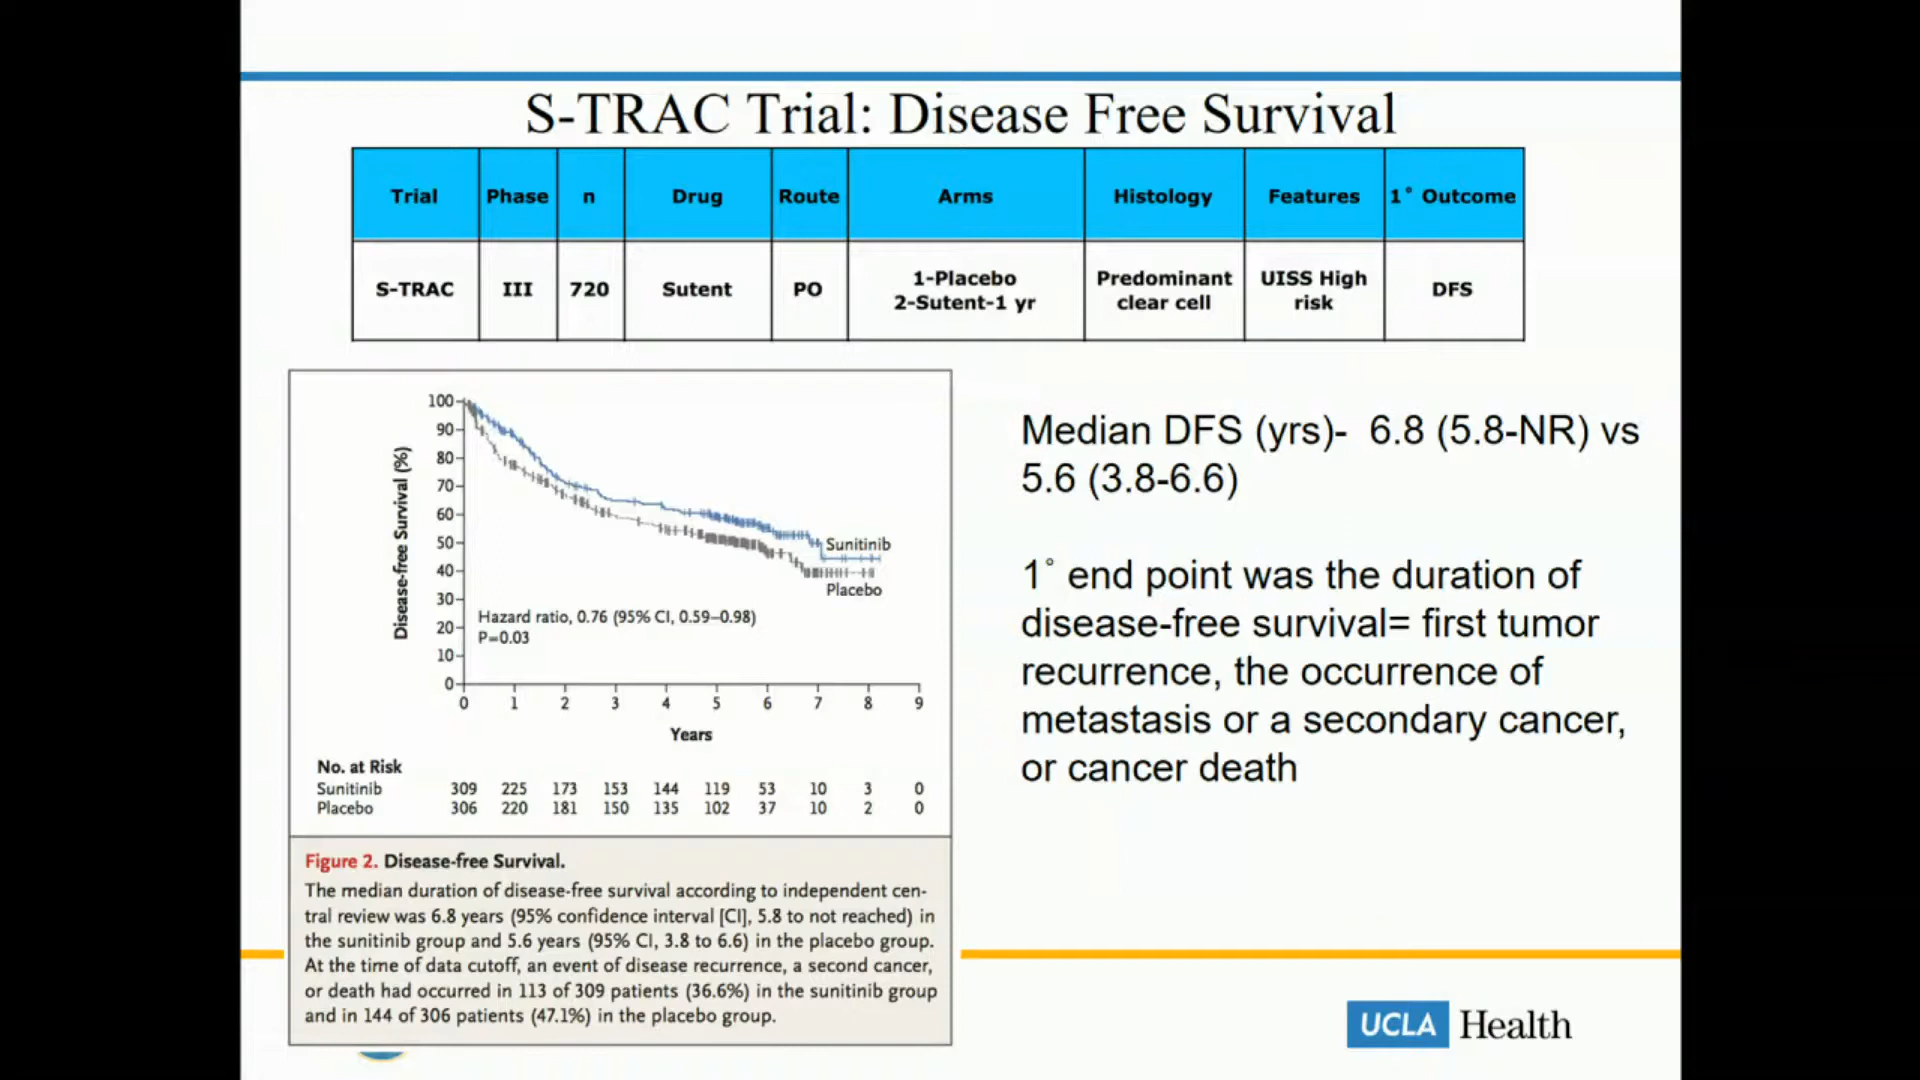 S-TRAC Trial: Disease Free Survival
Trial Phase n Drug Route Arms Histology Features 1° Outcome
S-TRAC III 720 Sutent PO 1-Placebo 2-Sutent-1 yr Predominant clear cell UISS High risk DFS
100
90
80
70
60
50
40
30
20
10
0
Disease-free Survival (%)
Sunitinib
Placebo
Hazard ratio, 0.76 (95% CI, 0.59–0.98)
P=0.03
0 1 2 3 4 5 6 7 8 9
Years
No. at Risk
Sunitinib 309 225 173 153 144 119 53 10 3 0
Placebo 306 220 181 150 135 102 37 10 2 0
Figure 2. Disease-free Survival.
The median duration of disease-free survival according to independent cen-
tral review was 6.8 years (95% confidence interval [CI], 5.8 to not reached) in
the sunitinib group and 5.6 years (95% CI, 3.8 to 6.6) in the placebo group.
At the time of data cutoff, an event of disease recurrence, a second cancer,
or death had occurred in 113 of 309 patients (36.6%) in the sunitinib group
and in 144 of 306 patients (47.1%) in the placebo group.
Median DFS (yrs)- 6.8 (5.8-NR) vs
5.6 (3.8-6.6)
1° end point was the duration of
disease-free survival= first tumor
recurrence, the occurrence of
metastasis or a secondary cancer,
or cancer death
UCLA Health